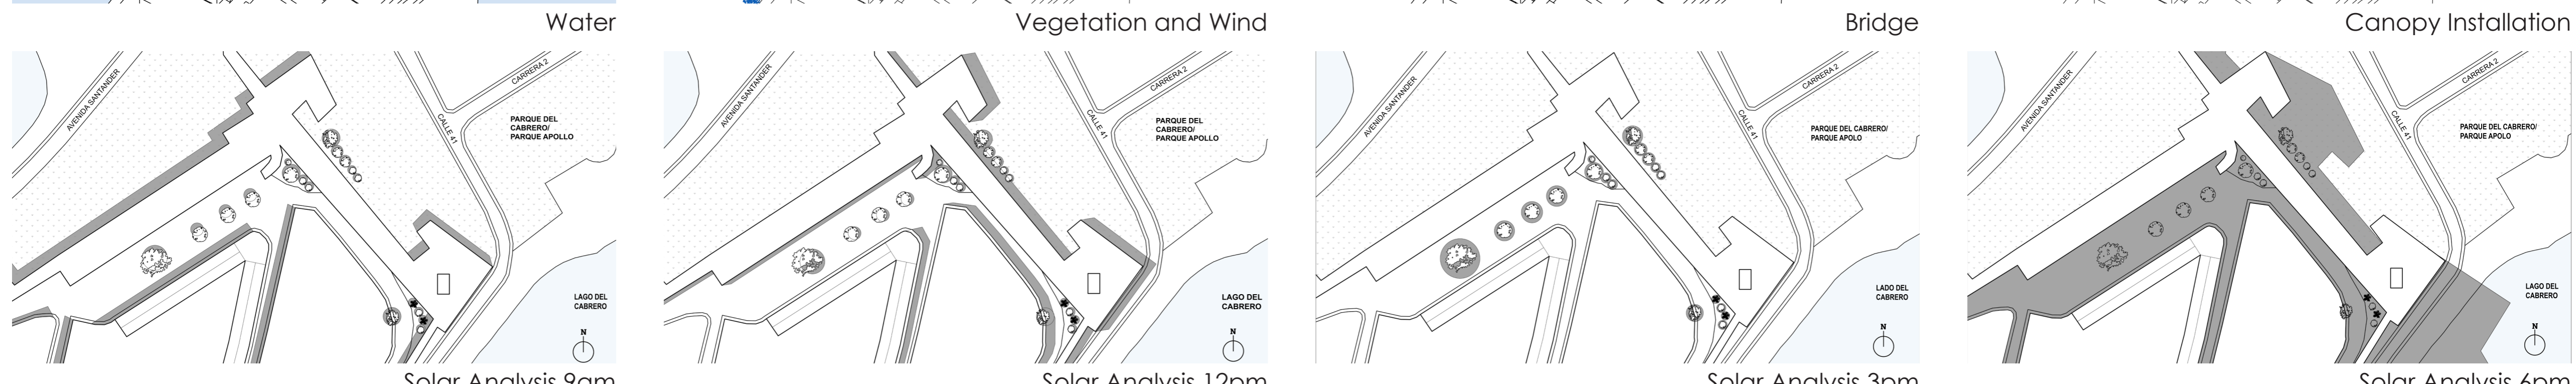 Water
Vegetation and Wind
Bridge
Canopy Installation
AVENIDA SANTANDER
CARRERA 2
CALLE 41
PARQUE DEL
CABRERO/
PARQUE APOLLO
LAGO DEL
CABRERO
N
Solar Analysis 9am
AVENIDA SANTANDER
CARRERA 2
CALLE 41
PARQUE DEL
CABRERO/
PARQUE APOLLO
LAGO DEL
CABRERO
N
Solar Analysis 12pm
AVENIDA SANTANDER
CARRERA 2
CALLE 41
PARQUE DEL CABRERO/
PARQUE APOLO
LADO DEL
CABRERO
N
Solar Analysis 3pm
AVENIDA SANTANDER
CARRERA 2
CALLE 41
PARQUE DEL CABRERO/
PARQUE APOLO
LAGO DEL
CABRERO
N
Solar Analysis 6pm